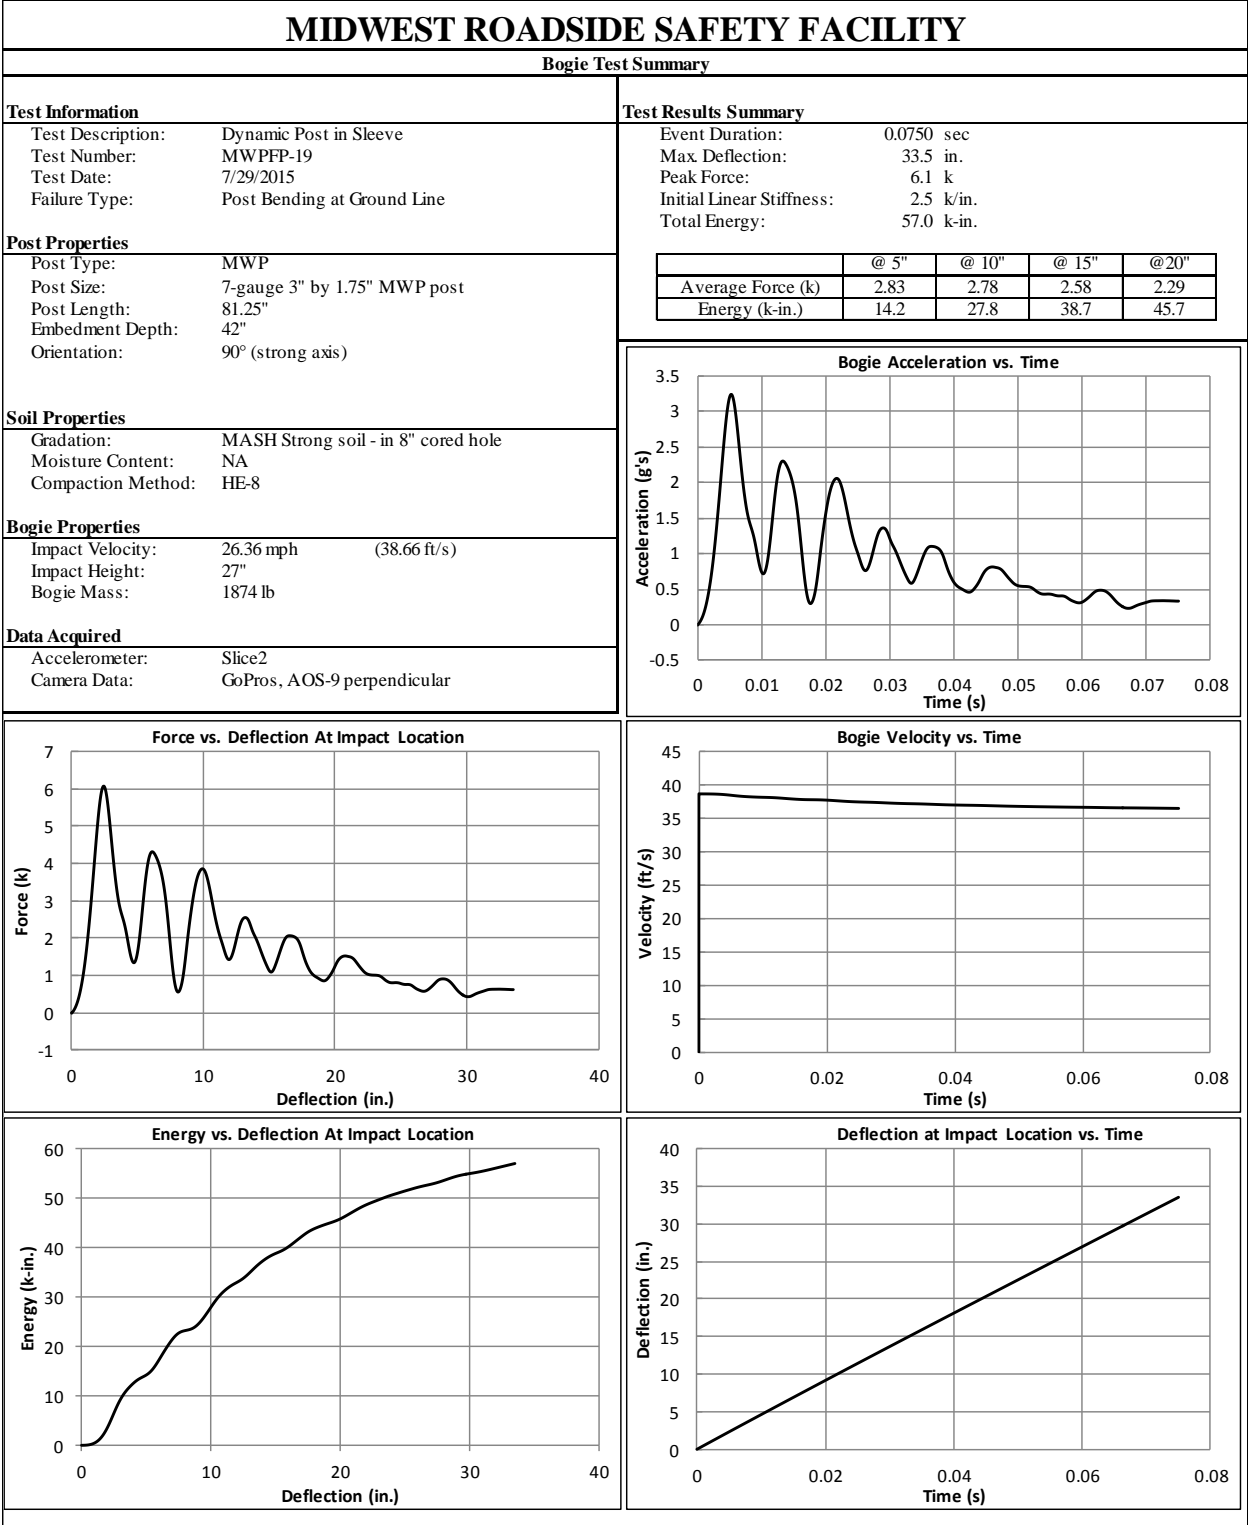 MIDWEST ROADSIDE SAFETY FACILITY
Bogie Test Summary
Test Information
Test Description: Dynamic Post in Sleeve
Test Number: MWPFP-19
Test Date: 7/29/2015
Failure Type: Post Bending at Ground Line
Post Properties
Post Type: MWP
Post Size: 7-gauge 3" by 1.75" MWP post
Post Length: 81.25"
Embedment Depth: 42"
Orientation: 90° (strong axis)
Soil Properties
Gradation: MASH Strong soil - in 8" cored hole
Moisture Content: NA
Compaction Method: HE-8
Bogie Properties
Impact Velocity: 26.36 mph (38.66 ft/s)
Impact Height: 27"
Bogie Mass: 1874 lb
Data Acquired
Accelerometer: Slice2
Camera Data: GoPros, AOS-9 perpendicular
Test Results Summary
Event Duration: 0.0750 sec
Max. Deflection: 33.5 in.
Peak Force: 6.1 k
Initial Linear Stiffness: 2.5 k/in.
Total Energy: 57.0 k-in.
@ 5" @ 10" @ 15" @20"
Average Force (k) 2.83 2.78 2.58 2.29
Energy (k-in.) 14.2 27.8 38.7 45.7
Bogie Acceleration vs. Time
Acceleration (g's)
3.5
3
2.5
2
1.5
1
0.5
0
-0.5
0 0.01 0.02 0.03 0.04 0.05 0.06 0.07 0.08
Time (s)
Force vs. Deflection At Impact Location
Force (k)
7
6
5
4
3
2
1
0
-1
0 10 20 30 40
Deflection (in.)
Bogie Velocity vs. Time
Velocity (ft/s)
45
40
35
30
25
20
15
10
5
0
0 0.02 0.04 0.06 0.08
Time (s)
Energy vs. Deflection At Impact Location
Energy (k-in.)
60
50
40
30
20
10
0
0 10 20 30 40
Deflection (in.)
Deflection at Impact Location vs. Time
Deflection (in.)
40
35
30
25
20
15
10
5
0
0 0.02 0.04 0.06 0.08
Time (s)